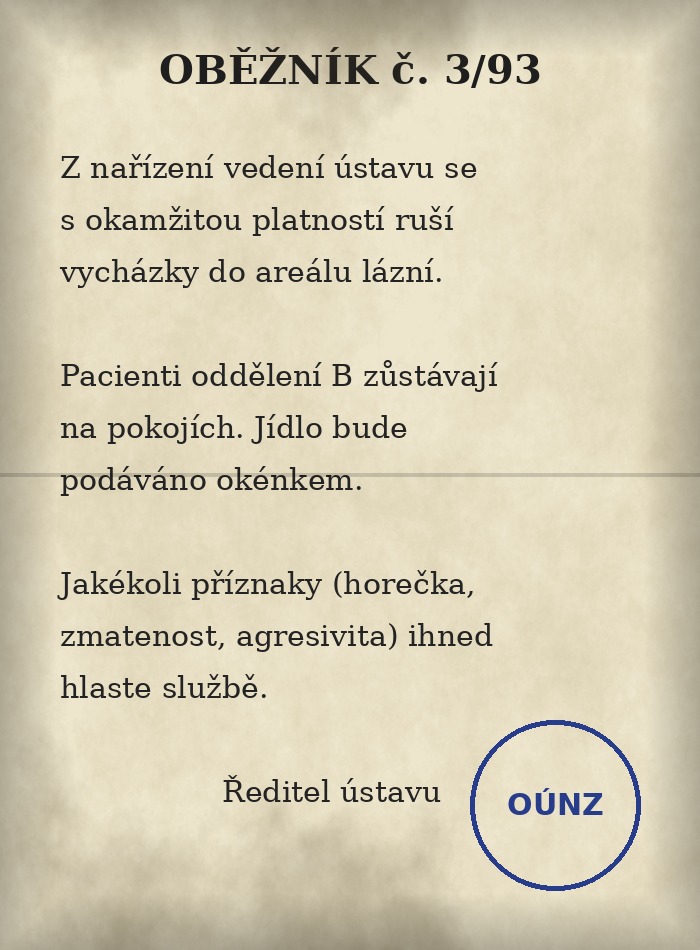 OBĚŽNÍK č. 3/93
Z nařízení vedení ústavu se
s okamžitou platností ruší
vycházky do areálu lázní.
Pacienti oddělení B zůstávají
na pokojích. Jídlo bude
podáváno okénkem.
Jakékoli příznaky (horečka,
zmatenost, agresivita) ihned
hlaste službě.
Ředitel ústavu
OÚNZ